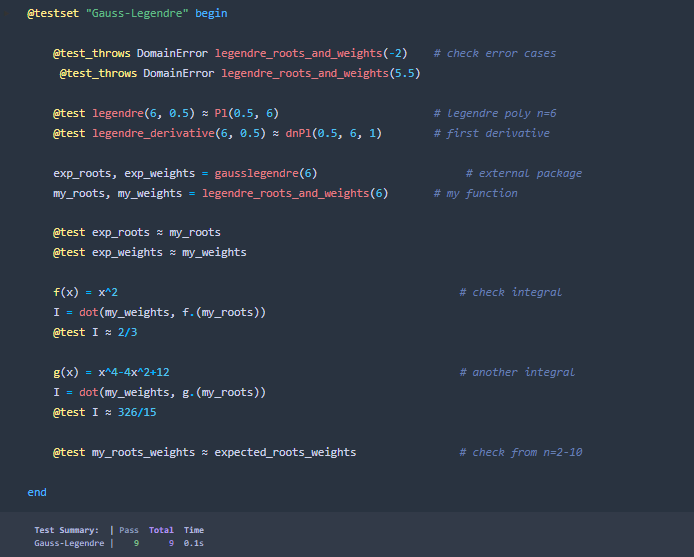 @testset "Gauss-Legendre" begin
@test_throws DomainError legendre_roots_and_weights(-2) # check error cases
@test_throws DomainError legendre_roots_and_weights(5.5)
@test legendre(6, 0.5) ≈ Pl(0.5, 6) # legendre poly n=6
@test legendre_derivative(6, 0.5) ≈ dnPl(0.5, 6, 1) # first derivative
exp_roots, exp_weights = gausslegendre(6) # external package
my_roots, my_weights = legendre_roots_and_weights(6) # my function
@test exp_roots ≈ my_roots
@test exp_weights ≈ my_weights
f(x) = x^2 # check integral
I = dot(my_weights, f.(my_roots))
@test I ≈ 2/3
g(x) = x^4-4x^2+12 # another integral
I = dot(my_weights, g.(my_roots))
@test I ≈ 326/15
@test my_roots_weights ≈ expected_roots_weights # check from n=2-10
end
Test Summary: | Pass Total Time
Gauss-Legendre | 9 9 0.1s